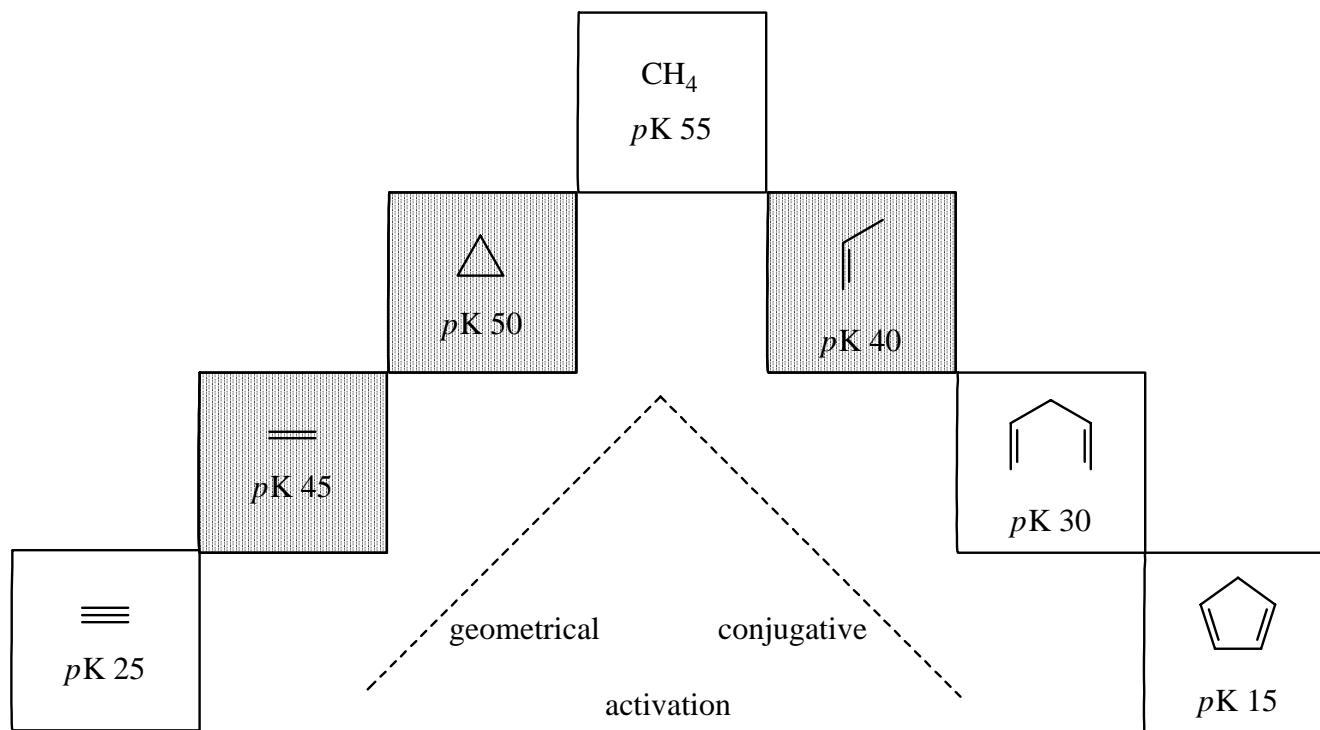 CH4
pK 55
pK 50
pK 40
pK 45
pK 30
geometrical conjugative
pK 25
pK 15
activation